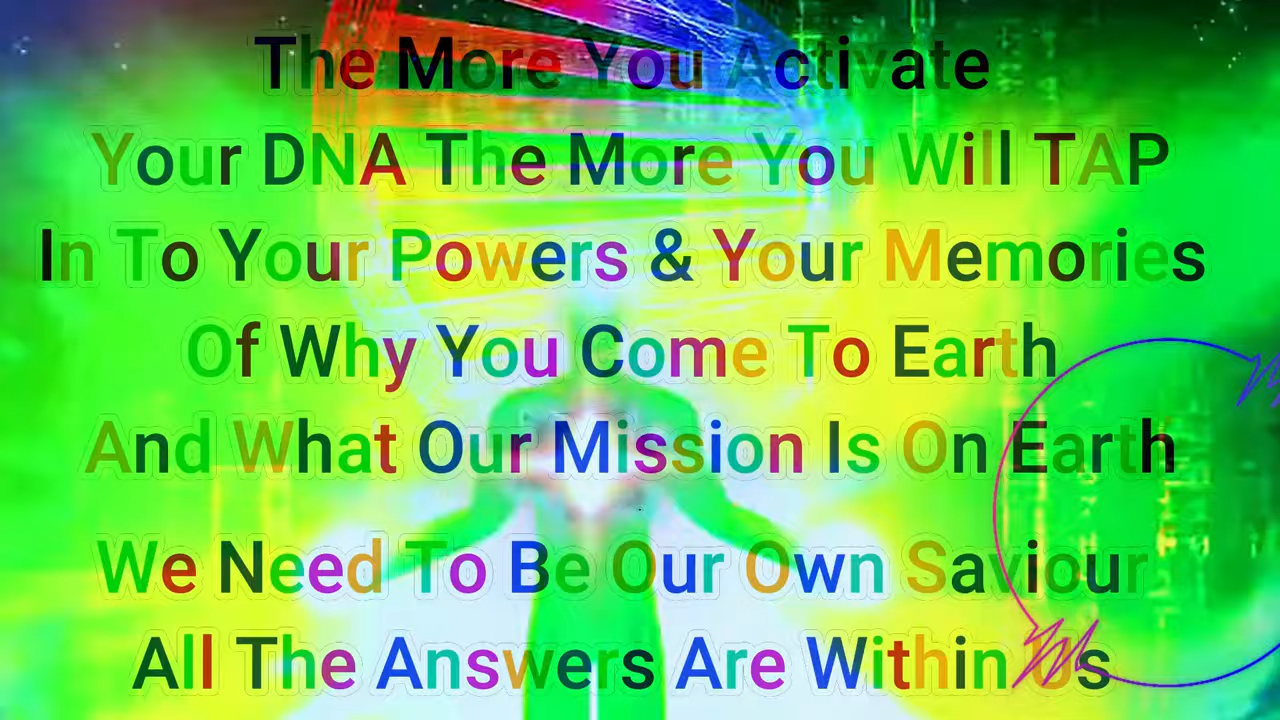 The More You Activate
Your DNA The More You Will TAP
In To Your Powers & Your Memories
Of Why You Come To Earth
And What Our Mission Is On Earth
We Need To Be Our Own Saviour
All The Answers Are Within Us